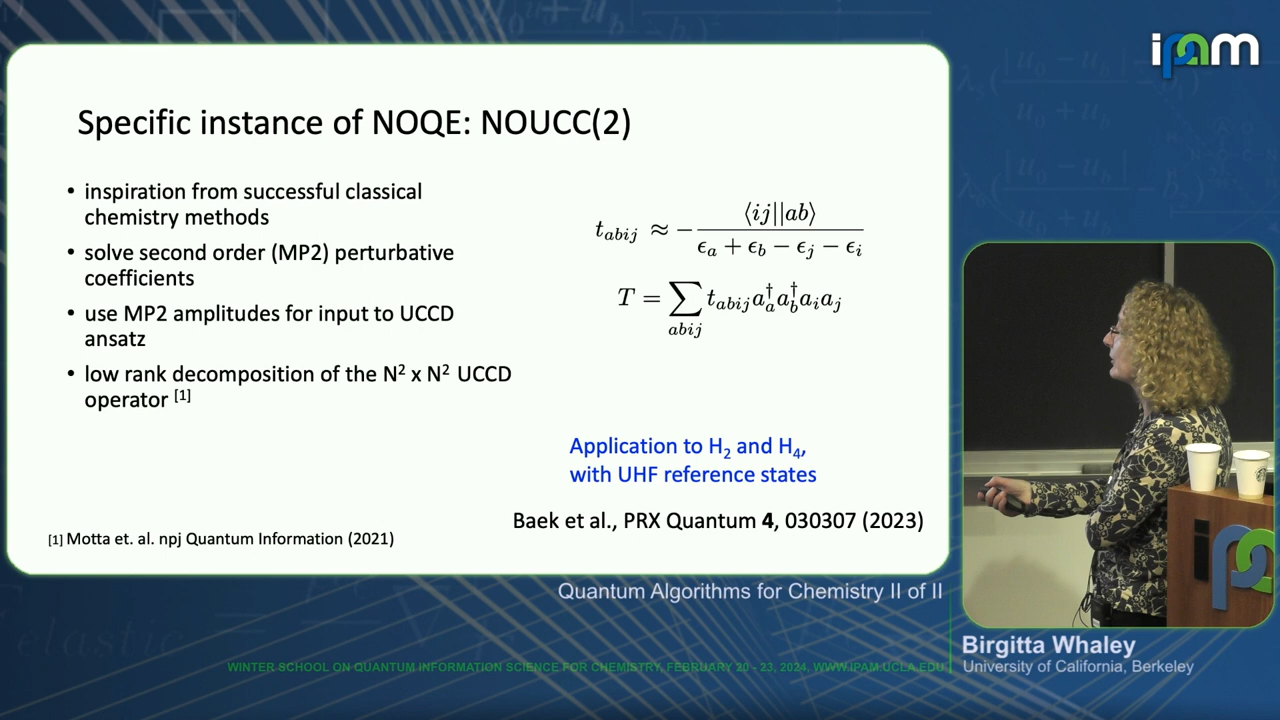 ipam
Specific instance of NOQE: NOUCC(2)
• inspiration from successful classical
chemistry methods
• solve second order (MP2) perturbative
coefficients
• use MP2 amplitudes for input to UCCD
ansatz
• low rank decomposition of the N² x N² UCCD
operator [1]
t_{abij} ≈ − ⟨ij||ab⟩ / (ϵ_a + ϵ_b − ϵ_j − ϵ_i)
T = ∑_{abij} t_{abij} a†_a a†_b a_i a_j
Application to H₂ and H₄,
with UHF reference states
Baek et al., PRX Quantum 4, 030307 (2023)
[1] Motta et. al. npj Quantum Information (2021)
Quantum Algorithms for Chemistry II of II
Birgitta Whaley
University of California, Berkeley
WINTER SCHOOL ON QUANTUM INFORMATION SCIENCE FOR CHEMISTRY, FEBRUARY 20 - 23, 2024, WWW.IPAM.UCLA.EDU
elastic